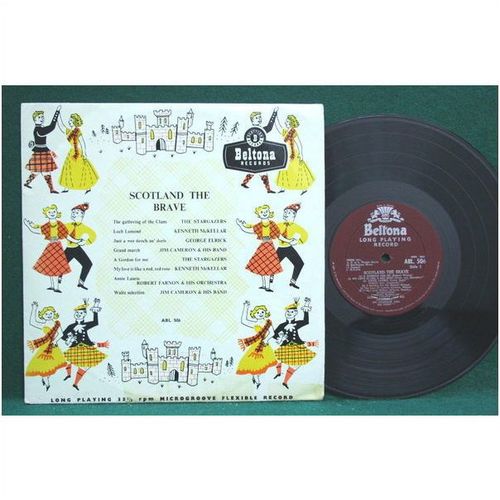 Beltona
RECORDS
SCOTLAND THE
BRAVE
The gathering of the Clans THE STARGAZERS
Loch Lomond KENNETH McKELLAR
Just a wee doch an' doris GEORGE ELRICK
Grand march JIM CAMERON & HIS BAND
A Gordon for me THE STARGAZERS
My love is like a red, red rose KENNETH McKELLAR
Annie Laurie
ROBERT FARNON & HIS ORCHESTRA
Waltz selection JIM CAMERON & HIS BAND
ABL 506
LONG PLAYING 33⅓ rpm MICROGROOVE FLEXIBLE RECORD
Beltona
LONG PLAYING
RECORD
ABL. 506
Side 1
SCOTLAND THE BRAVE